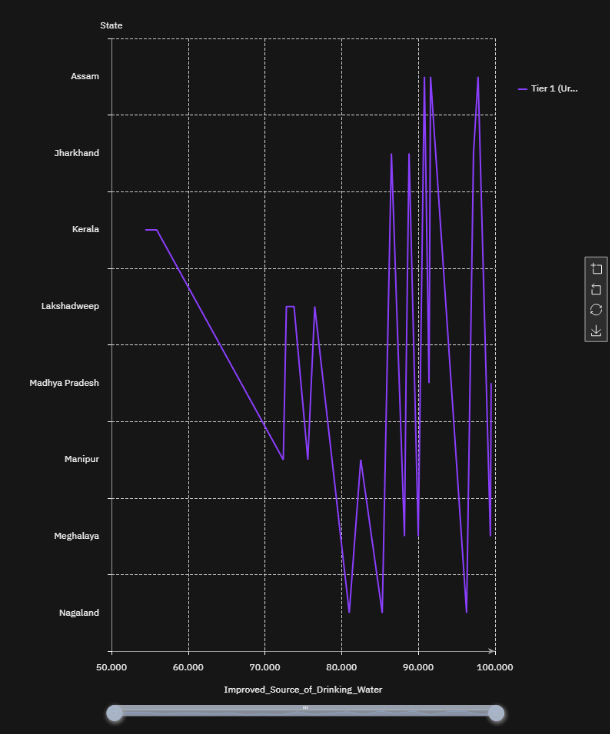 State
Assam
Tier 1 (Ur...
Jharkhand
Kerala
Lakshadweep
Madhya Pradesh
Manipur
Meghalaya
Nagaland
50.000 60.000 70.000 80.000 90.000 100.000
Improved_Source_of_Drinking_Water